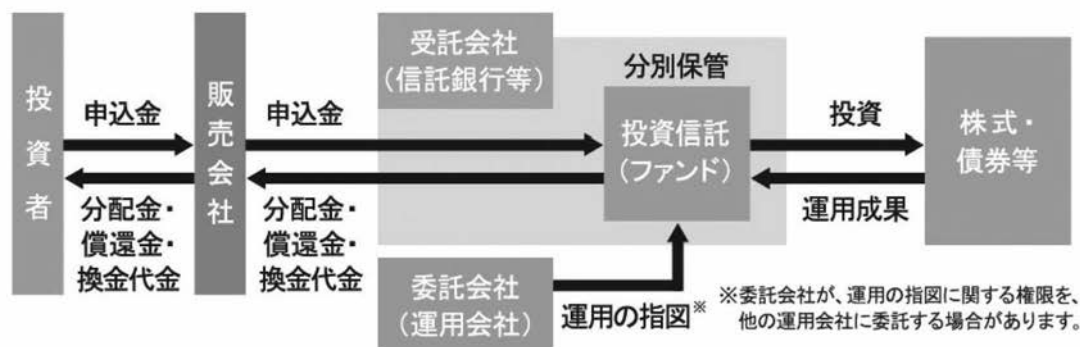 投資者
申込金
分配金・
償還金・
換金代金
販売会社
申込金
分配金・
償還金・
換金代金
受託会社
(信託銀行等)
分別保管
投資信託
(ファンド)
委託会社
(運用会社)
運用の指図※
投資
運用成果
株式・
債券等
※委託会社が、運用の指図に関する権限を、
他の運用会社に委託する場合があります。